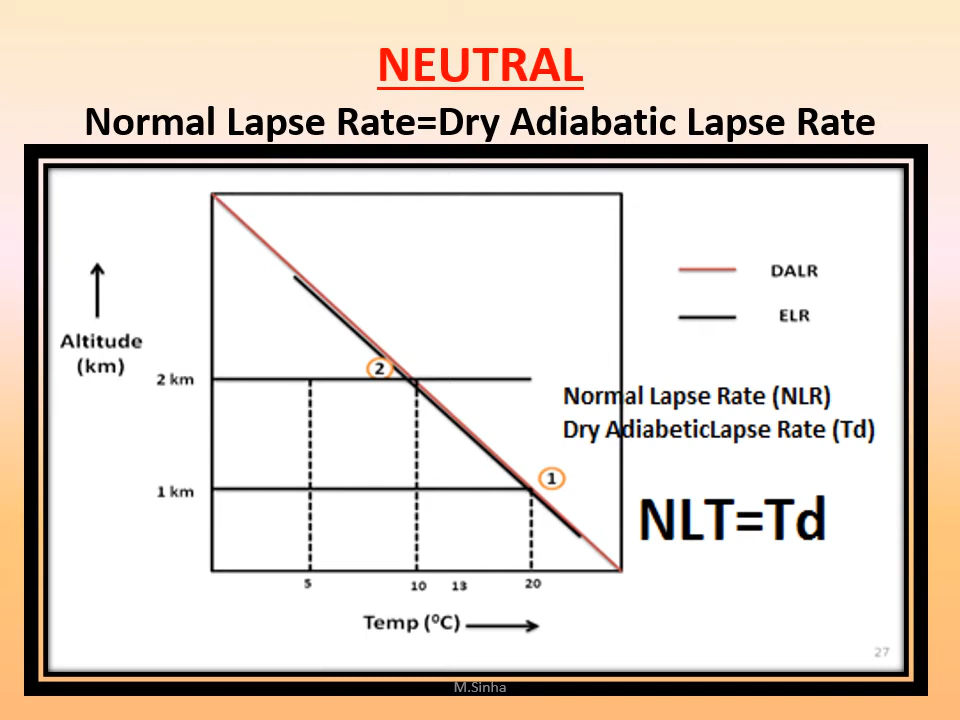 NEUTRAL
Normal Lapse Rate=Dry Adiabatic Lapse Rate
DALR
ELR
Altitude
(km)
2
2 km
Normal Lapse Rate (NLR)
Dry AdiabeticLapse Rate (Td)
1
1 km
NLT=Td
5
10
13
20
Temp (⁰C)
27
M.Sinha